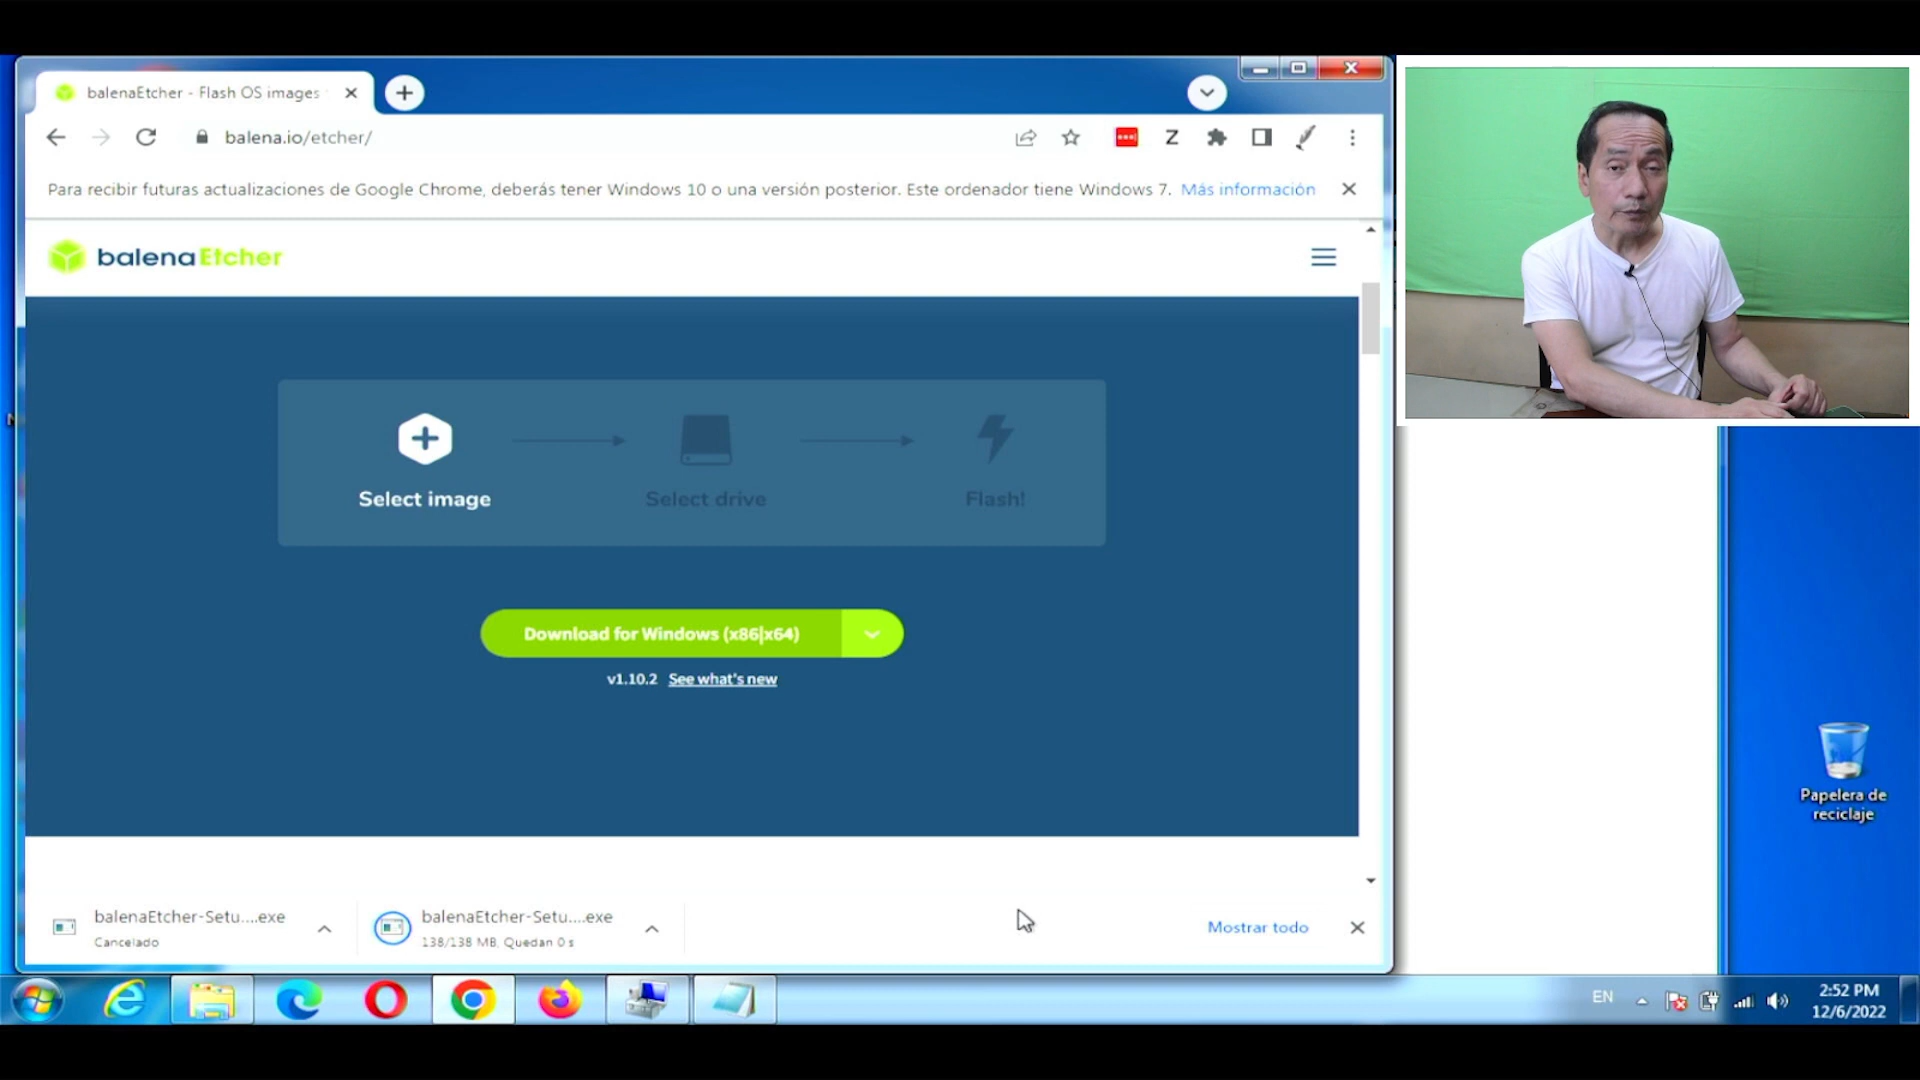 balenaEtcher - Flash OS images
balena.io/etcher/
Z
Para recibir futuras actualizaciones de Google Chrome, deberás tener Windows 10 o una versión posterior. Este ordenador tiene Windows 7. Más información
balenaEtcher
Select image
Select drive
Flash!
Download for Windows (x86|x64)
v1.10.2 See what's new
Papelera de
reciclaje
balenaEtcher-Setu....exe
Cancelado
balenaEtcher-Setu....exe
138/138 MB, Quedan 0 s
Mostrar todo
EN
2:52 PM
12/6/2022